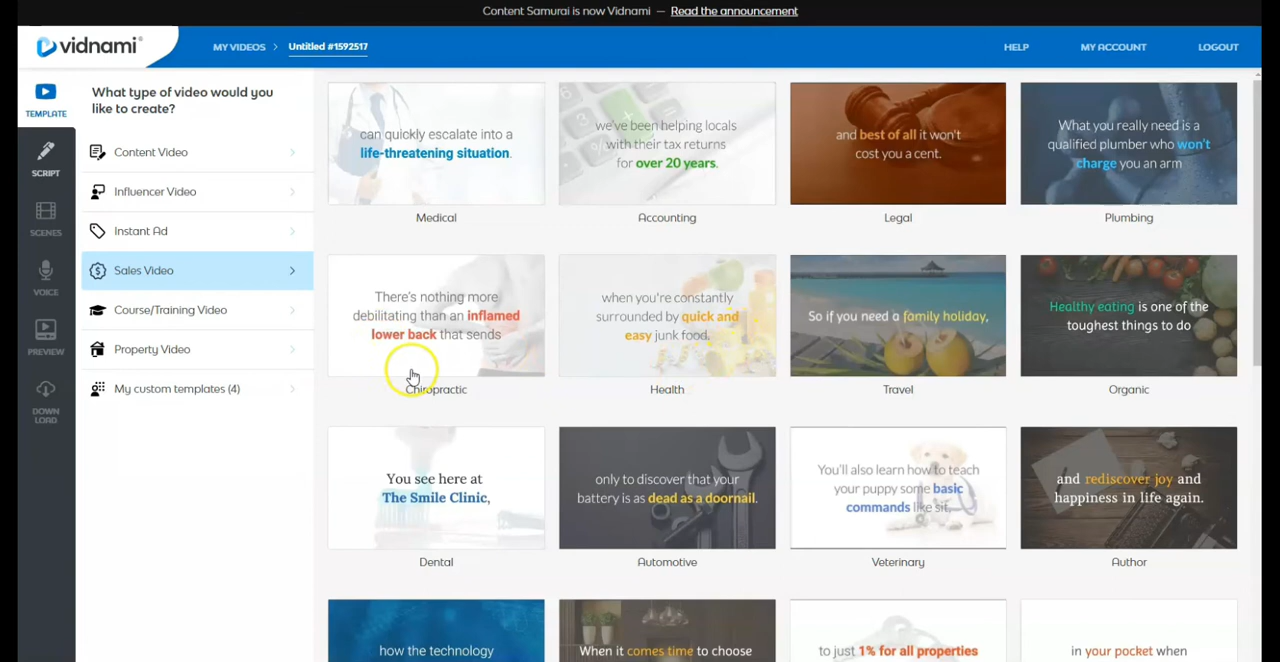 Content Samurai is now Vidnami — Read the announcement
vidnami®
MY VIDEOS > Untitled #1592517
HELP
MY ACCOUNT
LOGOUT
TEMPLATE
SCRIPT
SCENES
VOICE
PREVIEW
DOWN
LOAD
What type of video would you
like to create?
Content Video
Influencer Video
Instant Ad
Sales Video
Course/Training Video
Property Video
My custom templates (4)
can quickly escalate into a
life-threatening situation.
Medical
we've been helping locals
with their tax returns
for over 20 years.
Accounting
and best of all it won't
cost you a cent.
Legal
What you really need is a
qualified plumber who won't
charge you an arm
Plumbing
There's nothing more
debilitating than an inflamed
lower back that sends
Chiropractic
when you're constantly
surrounded by quick and
easy junk food.
Health
So if you need a family holiday,
Travel
Healthy eating is one of the
toughest things to do
Organic
You see here at
The Smile Clinic,
Dental
only to discover that your
battery is as dead as a doornail.
Automotive
You'll also learn how to teach
your puppy some basic
commands like sit.
Veterinary
and rediscover joy and
happiness in life again.
Author
how the technology
When it comes time to choose
to just 1% for all properties
in your pocket when